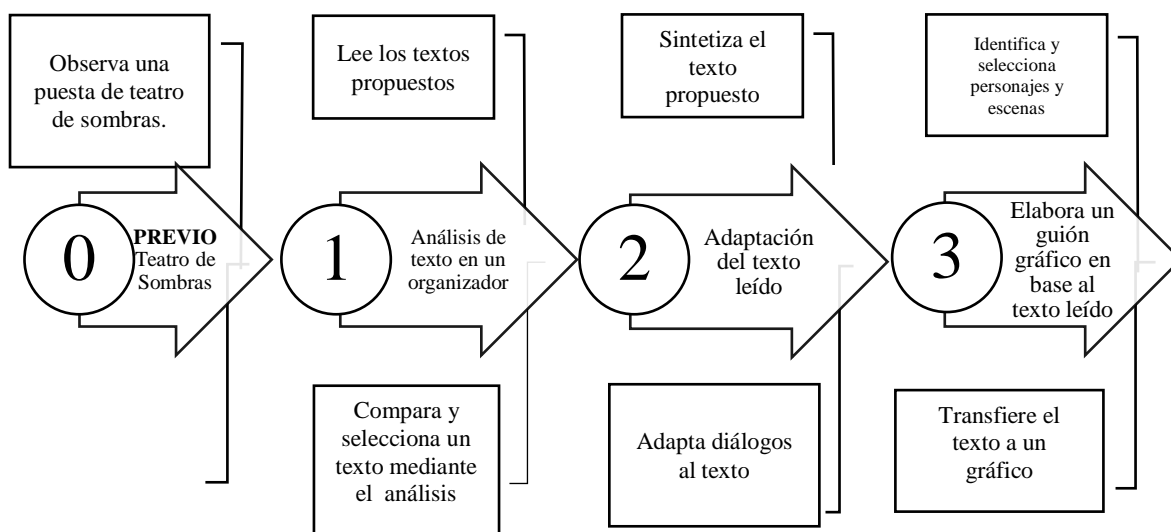 Observa una
puesta de teatro
de sombras.
Lee los textos
propuestos
Sintetiza el
texto
propuesto
Identifica y
selecciona
personajes y
escenas
0
PREVIO
Teatro de
Sombras
1
Análisis de
texto en un
organizador
2
Adaptación
del texto
leído
3
Elabora un
guión
gráfico en
base al
texto leído
Compara y
selecciona un
texto mediante
el análisis
Adapta diálogos
al texto
Transfiere el
texto a un
gráfico